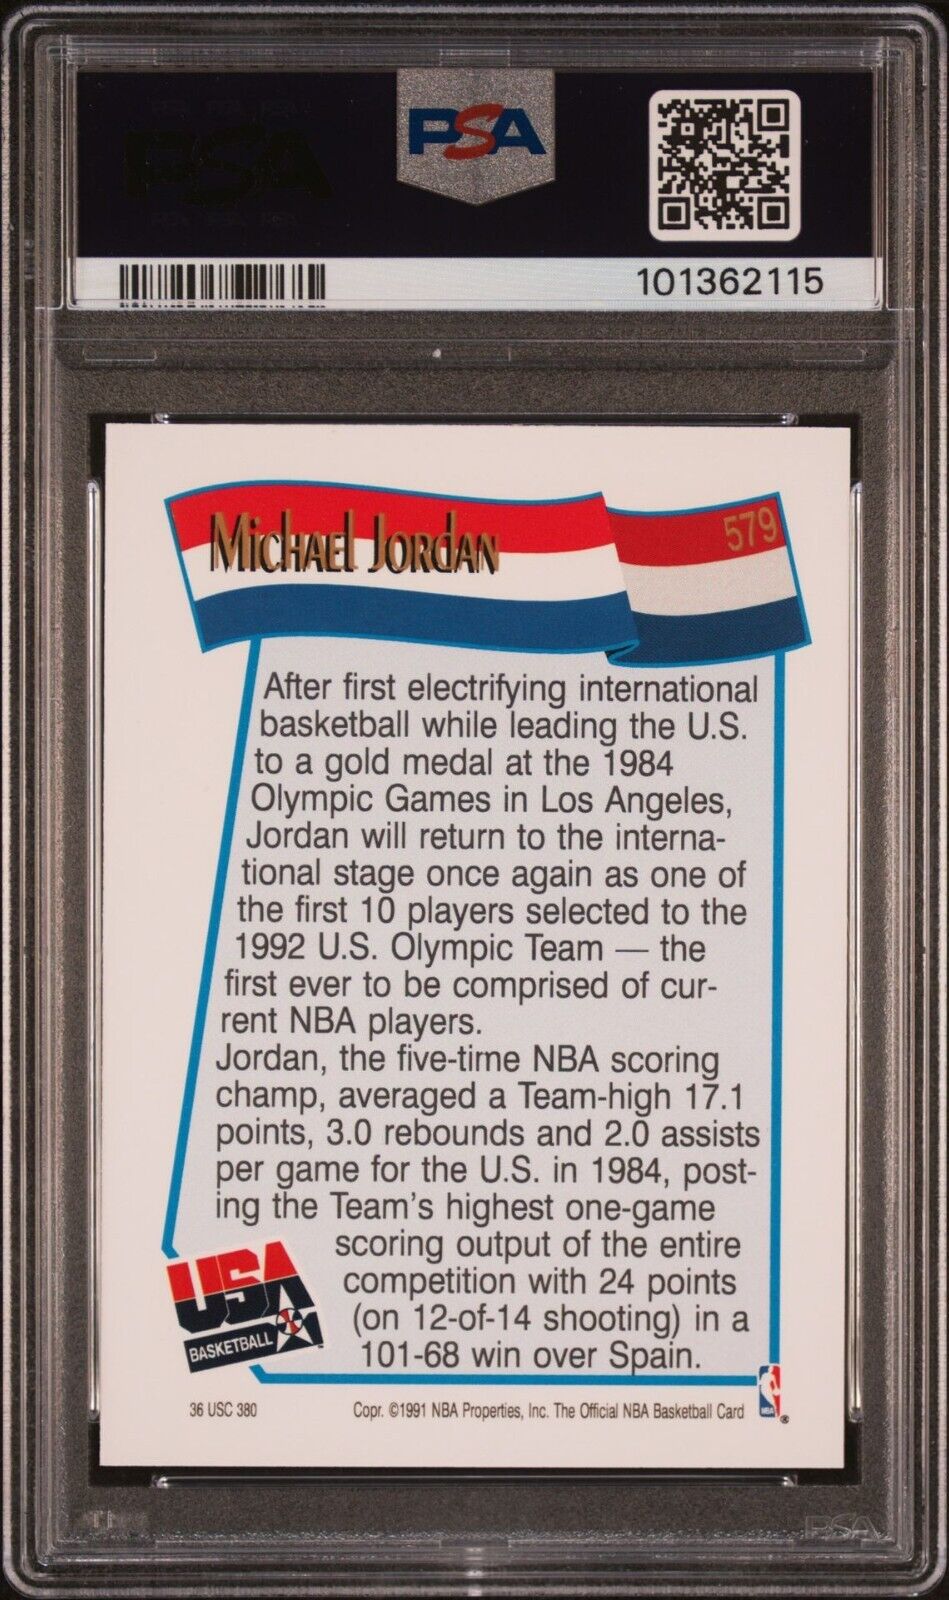 PSA
PSA
101362115
Michael Jordan
579
After first electrifying international
basketball while leading the U.S.
to a gold medal at the 1984
Olympic Games in Los Angeles,
Jordan will return to the interna-
tional stage once again as one of
the first 10 players selected to the
1992 U.S. Olympic Team — the
first ever to be comprised of cur-
rent NBA players.
Jordan, the five-time NBA scoring
champ, averaged a Team-high 17.1
points, 3.0 rebounds and 2.0 assists
per game for the U.S. in 1984, post-
ing the Team's highest one-game
scoring output of the entire
competition with 24 points
(on 12-of-14 shooting) in a
101-68 win over Spain.
USA
BASKETBALL
NBA
®
36 USC 380
Copr. ©1991 NBA Properties, Inc. The Official NBA Basketball Card
PSA